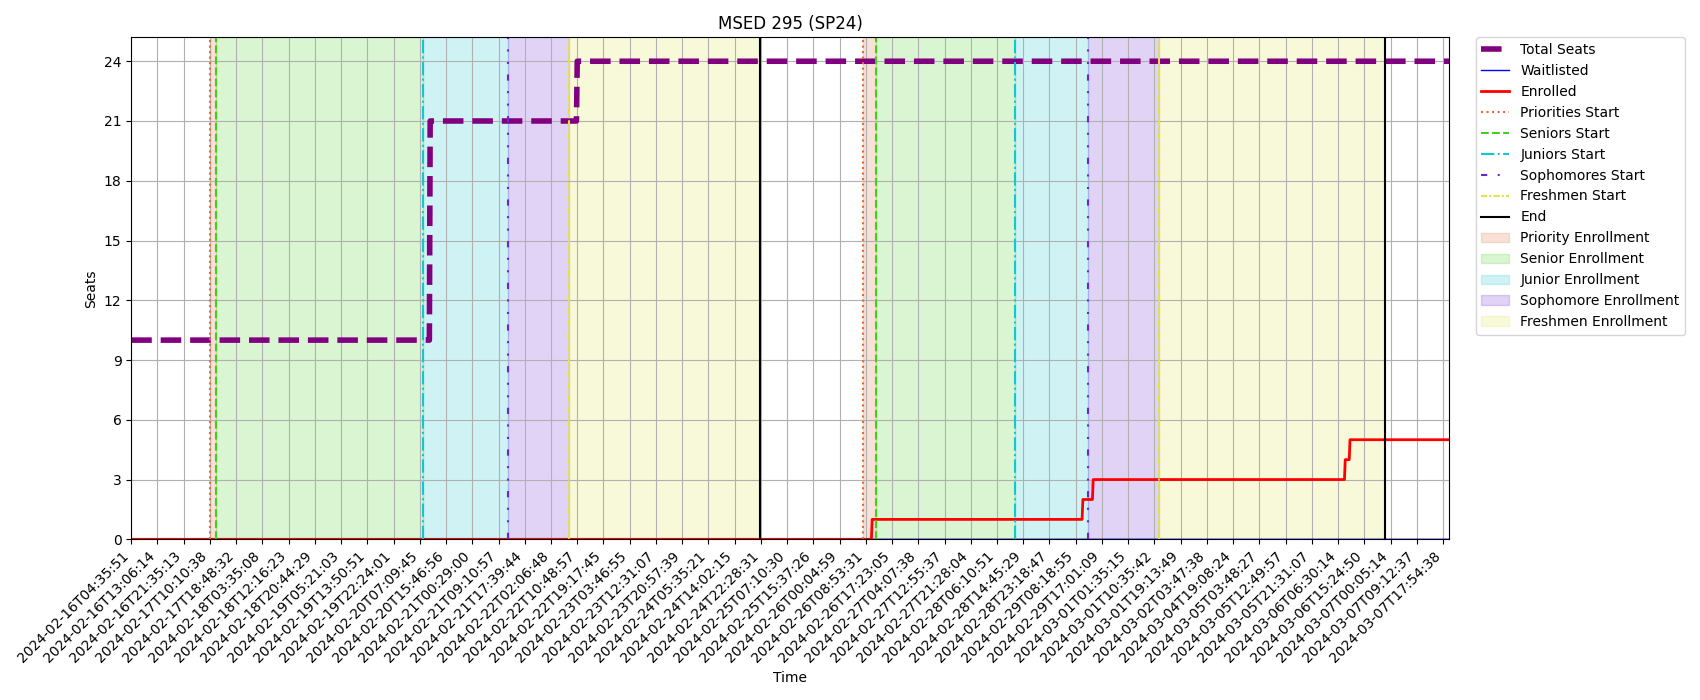 MSED 295 (SP24)
24
21
18
15
12
9
6
3
0
Seats
2024-02-16T04:35:51
2024-02-16T13:06:14
2024-02-16T21:35:13
2024-02-17T10:10:38
2024-02-17T18:48:32
2024-02-18T03:35:08
2024-02-18T12:16:23
2024-02-18T20:44:29
2024-02-19T05:21:03
2024-02-19T13:50:51
2024-02-19T22:24:01
2024-02-20T07:09:45
2024-02-20T15:46:56
2024-02-21T00:29:00
2024-02-21T09:10:57
2024-02-21T17:39:44
2024-02-22T02:06:48
2024-02-22T10:48:57
2024-02-22T19:17:45
2024-02-23T03:46:55
2024-02-23T12:31:07
2024-02-23T20:57:39
2024-02-24T05:35:21
2024-02-24T14:02:15
2024-02-24T22:28:31
2024-02-25T07:10:30
2024-02-25T15:37:26
2024-02-26T00:04:59
2024-02-26T08:53:31
2024-02-26T17:23:05
2024-02-27T04:07:38
2024-02-27T12:55:37
2024-02-27T21:28:04
2024-02-28T06:10:51
2024-02-28T14:45:29
2024-02-28T23:18:47
2024-02-29T08:18:55
2024-02-29T17:01:09
2024-03-01T01:35:15
2024-03-01T10:35:42
2024-03-01T19:13:49
2024-03-02T03:47:38
2024-03-04T19:08:24
2024-03-05T03:48:27
2024-03-05T12:49:57
2024-03-05T21:31:07
2024-03-06T06:30:14
2024-03-06T15:24:50
2024-03-07T00:05:14
2024-03-07T09:12:37
2024-03-07T17:54:38
Time
Total Seats
Waitlisted
Enrolled
Priorities Start
Seniors Start
Juniors Start
Sophomores Start
Freshmen Start
End
Priority Enrollment
Senior Enrollment
Junior Enrollment
Sophomore Enrollment
Freshmen Enrollment